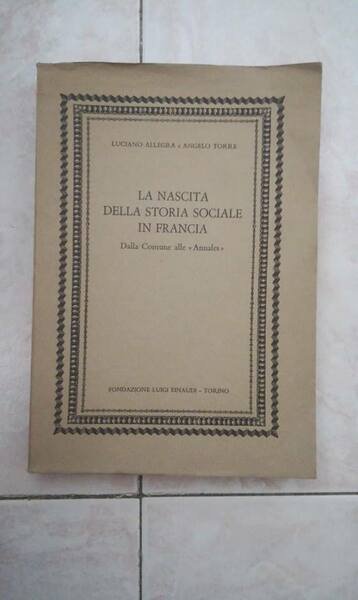 LUCIANO ALLEGRA e ANGELO TORRE
LA NASCITA
DELLA STORIA SOCIALE
IN FRANCIA
Dalla Comune alle «Annales»
FONDAZIONE LUIGI EINAUDI - TORINO